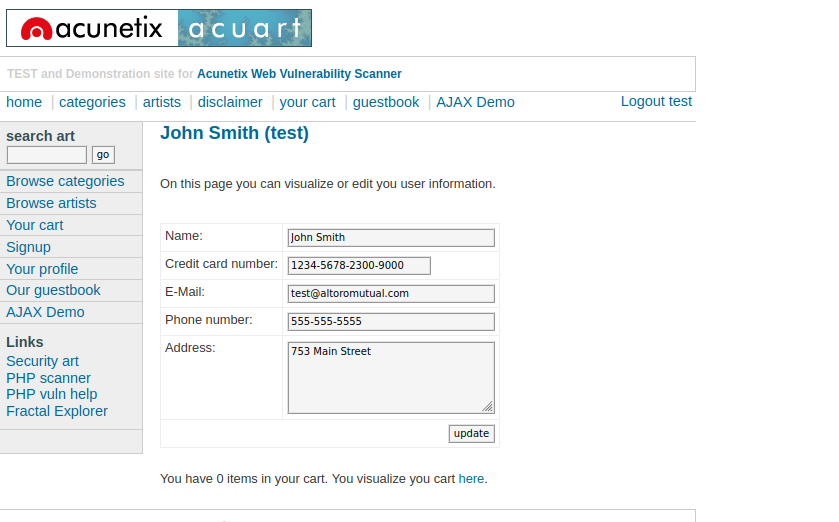 acunetix acuart
TEST and Demonstration site for Acunetix Web Vulnerability Scanner
home | categories | artists | disclaimer | your cart | guestbook | AJAX Demo
Logout test
search art
go
Browse categories
Browse artists
Your cart
Signup
Your profile
Our guestbook
AJAX Demo
Links
Security art
PHP scanner
PHP vuln help
Fractal Explorer
John Smith (test)
On this page you can visualize or edit you user information.
Name: John Smith
Credit card number: 1234-5678-2300-9000
E-Mail: test@altoromutual.com
Phone number: 555-555-5555
Address: 753 Main Street
update
You have 0 items in your cart. You visualize you cart here.